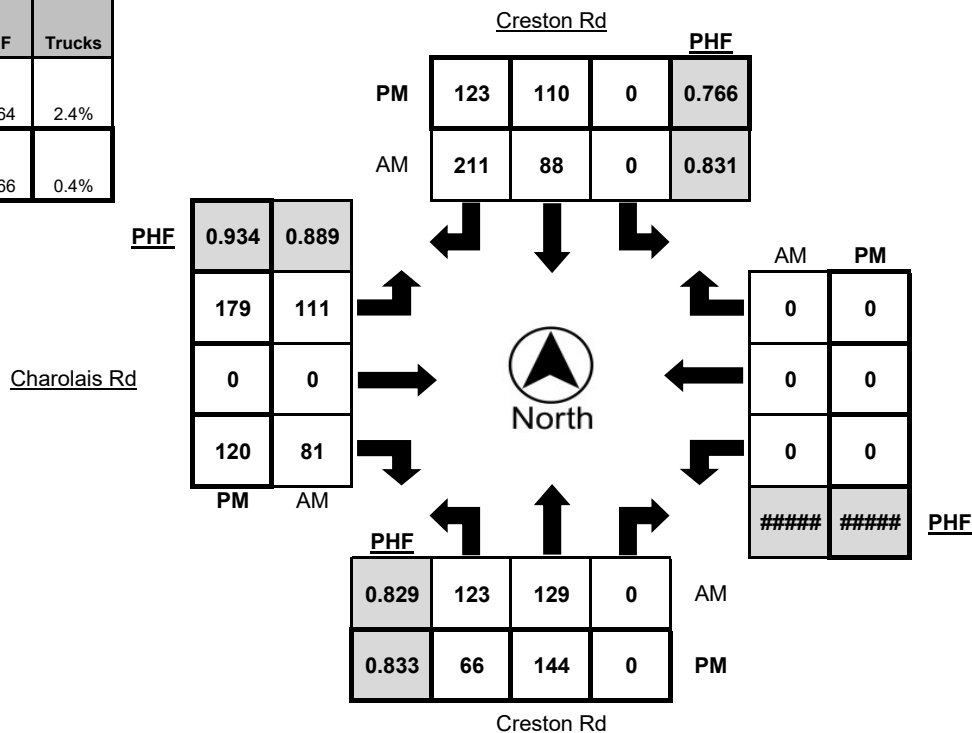 Creston Rd
F Trucks
PHF
PM 123 110 0 0.766
64 2.4%
AM 211 88 0 0.831
66 0.4%
PHF 0.934 0.889
AM PM
179 111
0 0
Charolais Rd
0 0
0 0
North
120 81
0 0
PM AM
##### ##### PHF
PHF
0.829 123 129 0 AM
0.833 66 144 0 PM
Creston Rd